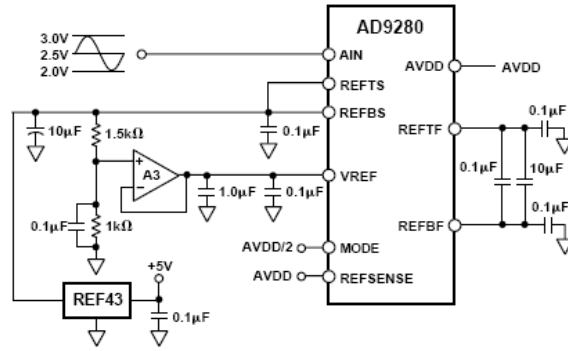 3.0V
2.5V
2.0V
AD9280
AIN
REFTS
REFBS
VREF
MODE
REFSENSE
AVDD
AVDD
REFTF
REFBF
10µF
1.5kΩ
0.1µF
A3
+
−
1.0µF
0.1µF
0.1µF
1kΩ
AVDD/2
AVDD
+5V
REF43
0.1µF
0.1µF
0.1µF
10µF
0.1µF